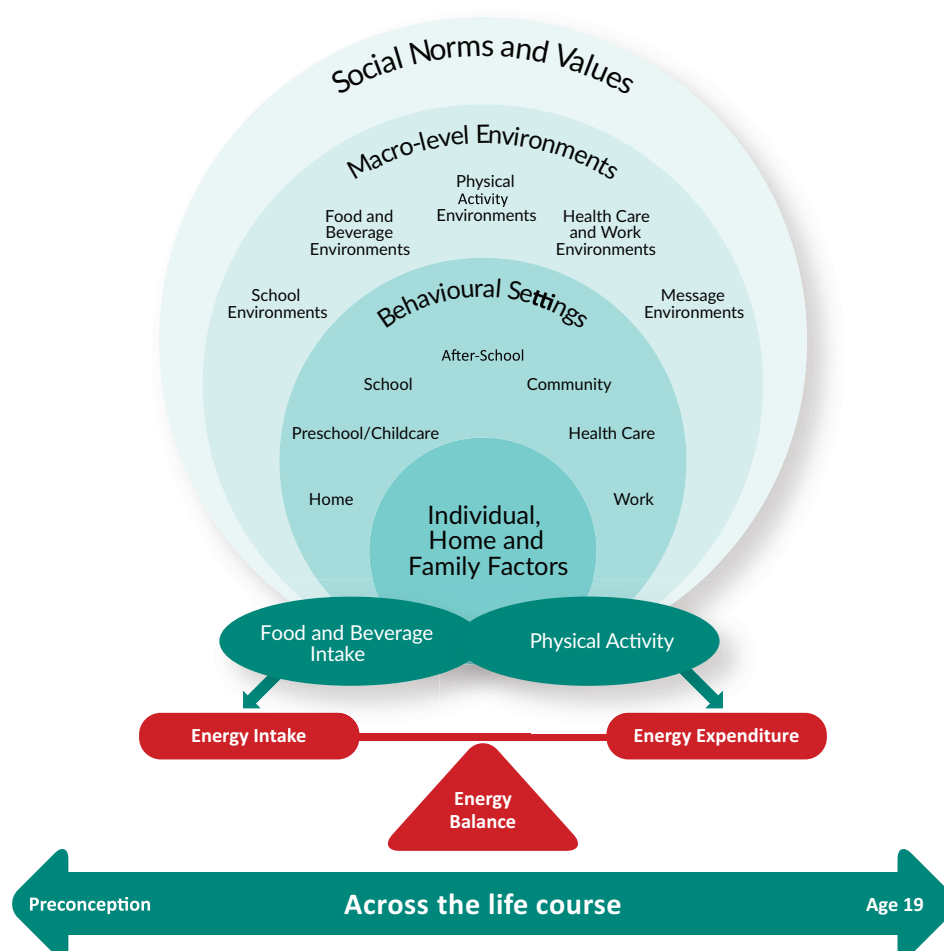 Social Norms and Values
Macro-level Environments
Physical
Activity
Environments
Food and
Beverage
Environments
Health Care
and Work
Environments
School
Environments
Message
Environments
Behavioural Settings
After-School
School
Community
Preschool/Childcare
Health Care
Home
Work
Individual,
Home and
Family Factors
Food and Beverage
Intake
Physical Activity
Energy Intake
Energy Expenditure
Energy
Balance
Preconception
Across the life course
Age 19